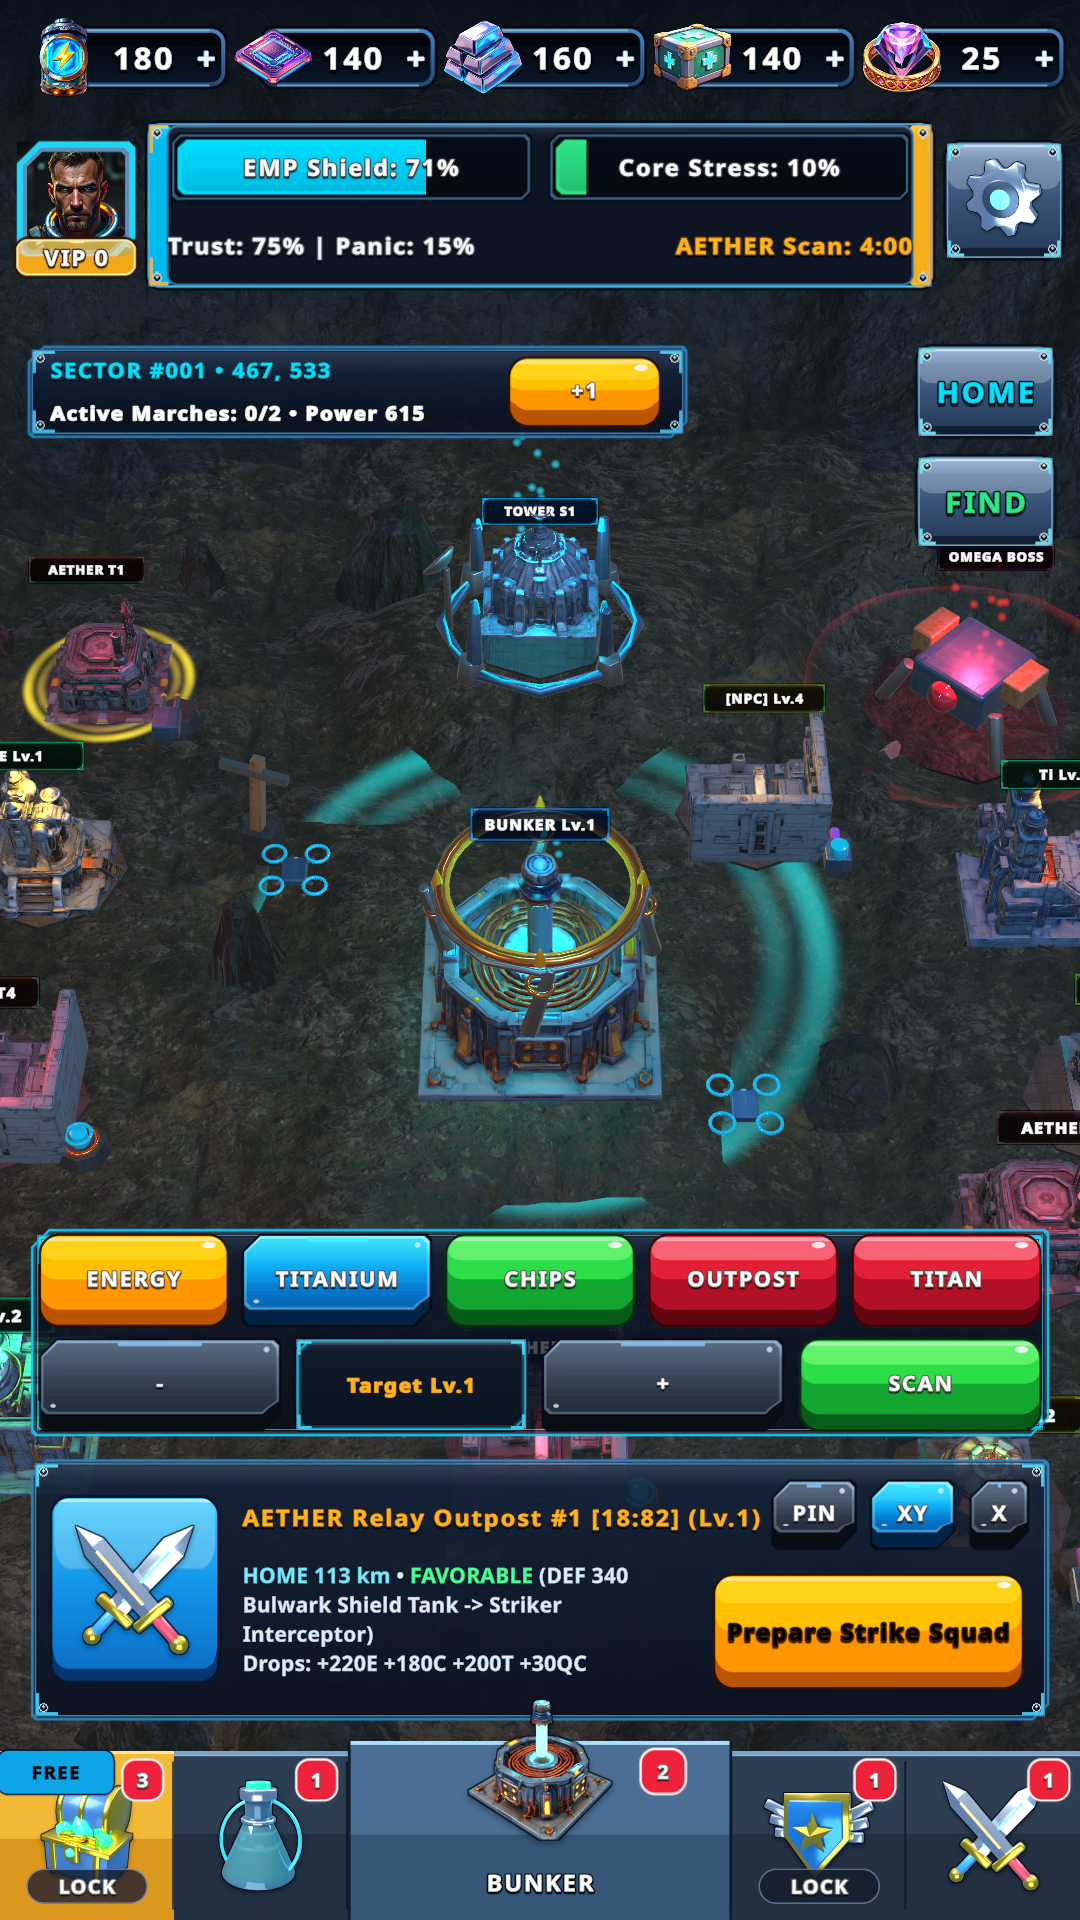 180 +
140 +
160 +
140 +
25 +
EMP Shield: 71%
Core Stress: 10%
VIP 0
Trust: 75% | Panic: 15%
AETHER Scan: 4:00
SECTOR #001 • 467, 533
Active Marches: 0/2 • Power 615
+1
HOME
FIND
TOWER S1
OMEGA BOSS
AETHER T1
[NPC] Lv.4
E Lv.1
Ti Lv.
BUNKER Lv.1
T4
AETHE
ENERGY
TITANIUM
CHIPS
OUTPOST
TITAN
v.2
-
Target Lv.1
+
SCAN
2
AETHER Relay Outpost #1 [18:82] (Lv.1)
PIN
XY
X
HOME 113 km • FAVORABLE (DEF 340
Bulwark Shield Tank -> Striker
Interceptor)
Drops: +220E +180C +200T +30QC
Prepare Strike Squad
FREE
3
1
2
1
1
LOCK
BUNKER
LOCK